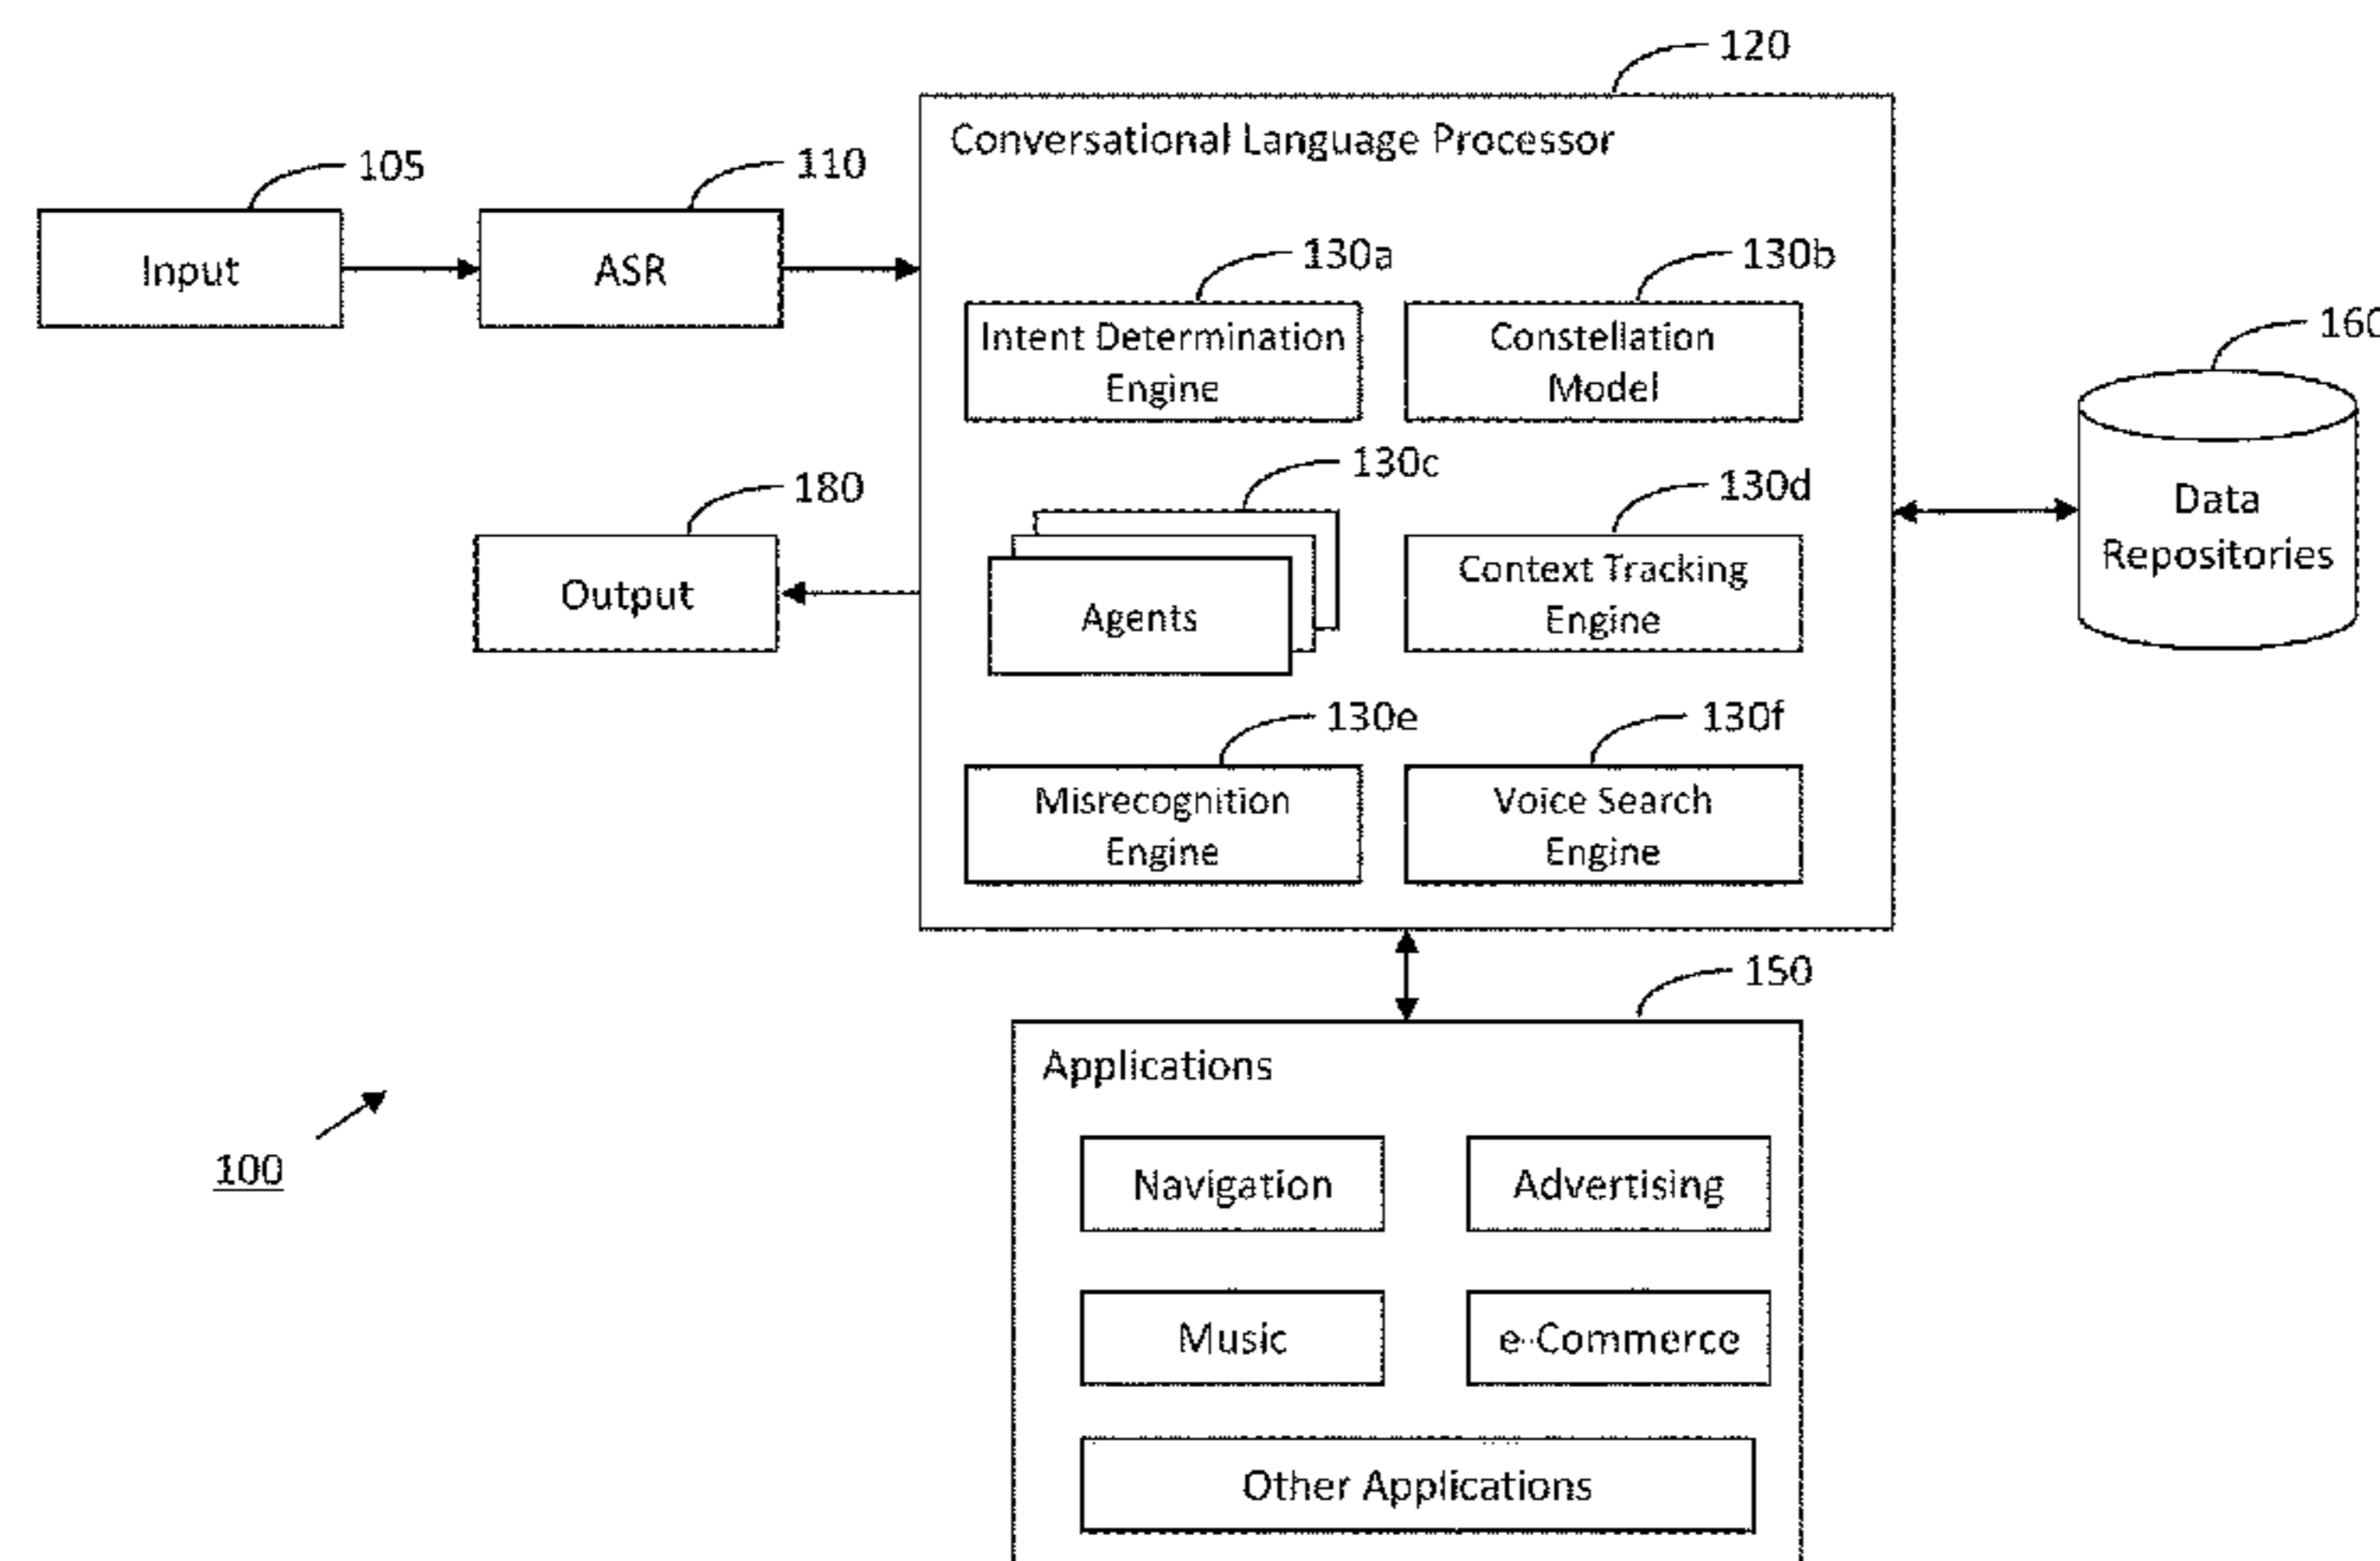 120
Conversational Language Processor
105
110
Input
ASR
130a
130b
Intent Determination
Engine
Constellation
Model
160
Data
Repositories
180
Output
130c
130d
Agents
Context Tracking
Engine
130e
130f
Misrecognition
Engine
Voice Search
Engine
150
Applications
100
Navigation
Advertising
Music
e-Commerce
Other Applications